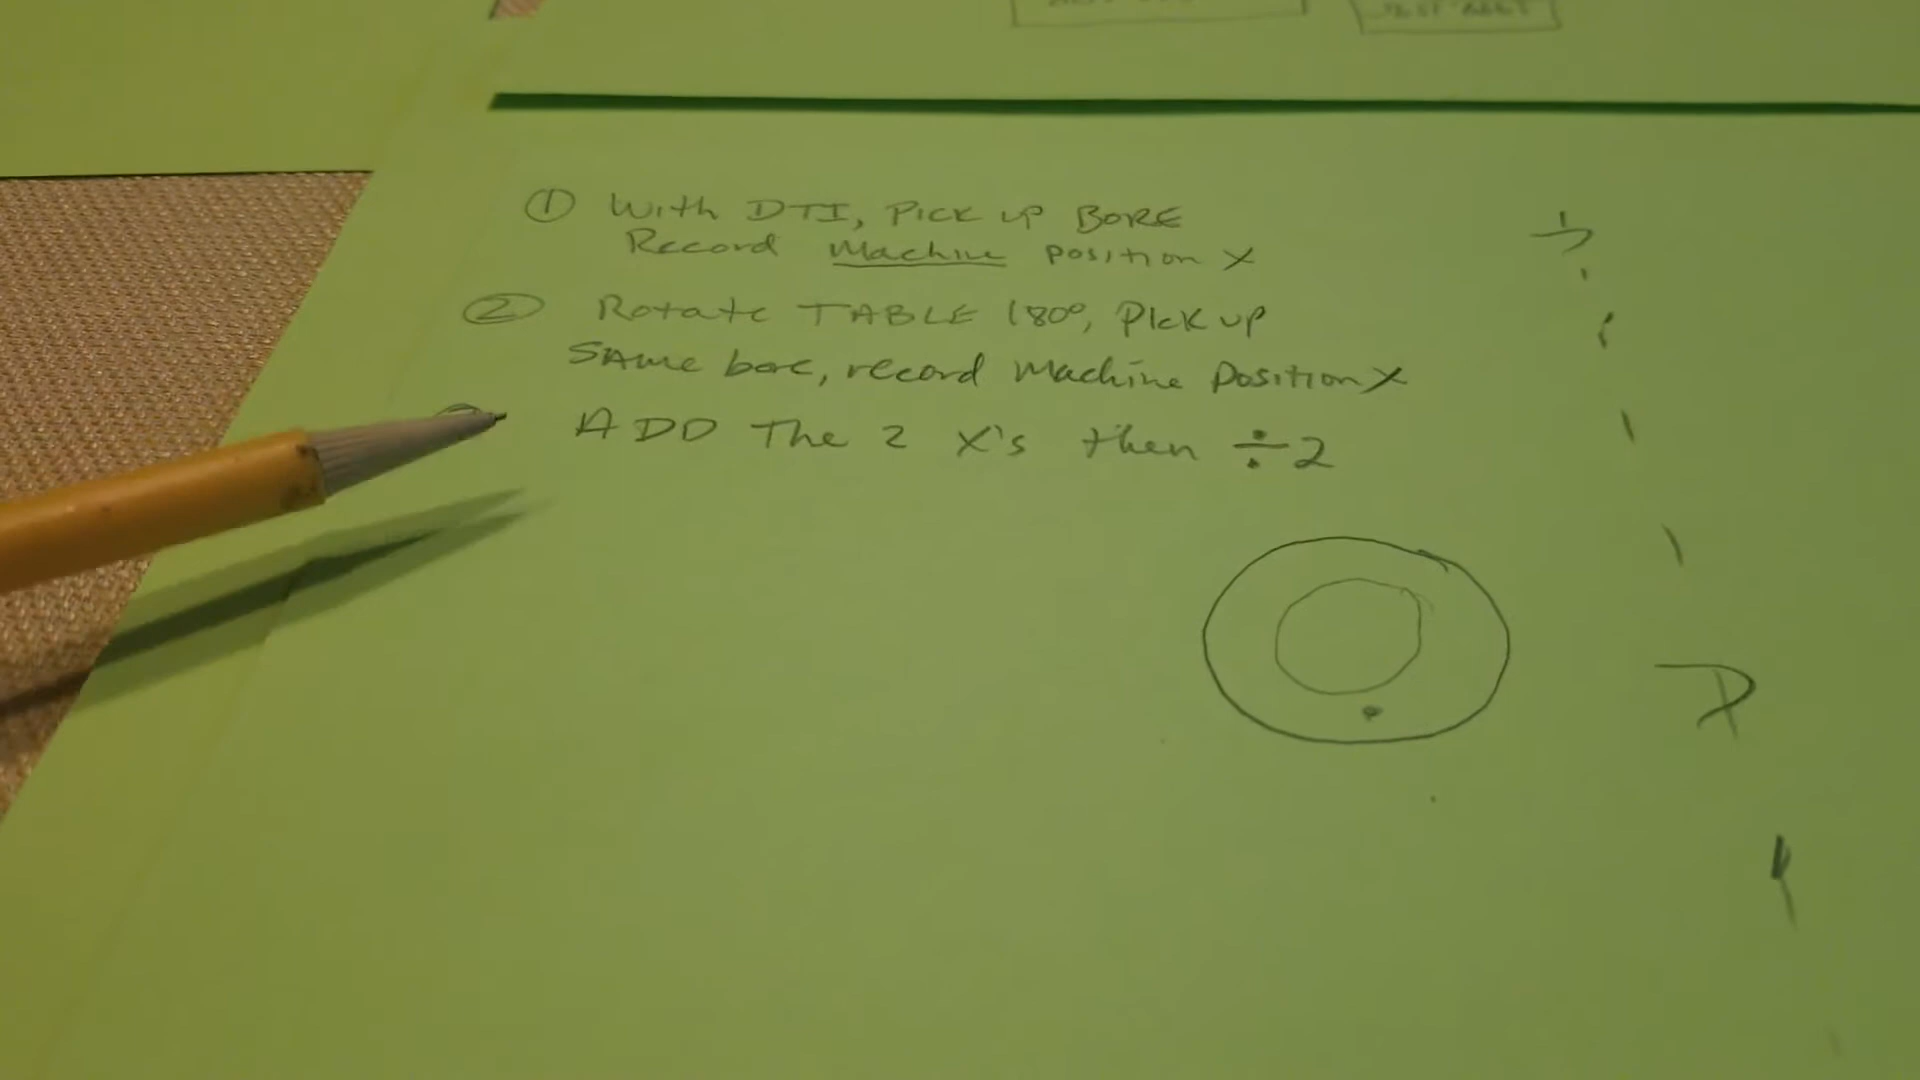 ① With DTI, Pick up BORE
Record Machine position X
② Rotate TABLE 180°, Pick up
SAme bore, record Machine Position X
ADD The 2 X's then ÷2